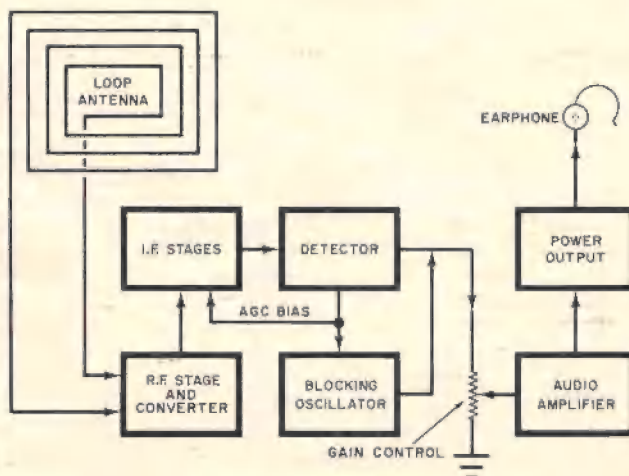 LOOP
ANTENNA
EARPHONE
I.F. STAGES
DETECTOR
POWER
OUTPUT
AGC BIAS
R.F. STAGE
AND
CONVERTER
BLOCKING
OSCILLATOR
AUDIO
AMPLIFIER
GAIN CONTROL